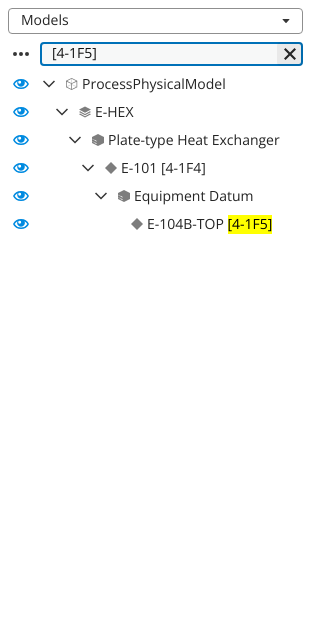 Models
[4-1F5]
ProcessPhysicalModel
E-HEX
Plate-type Heat Exchanger
E-101 [4-1F4]
Equipment Datum
E-104B-TOP [4-1F5]